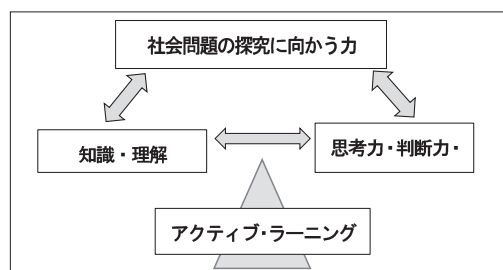 社会問題の探究に向かう力
知識・理解
思考力・判断力・
アクティブ・ラーニング